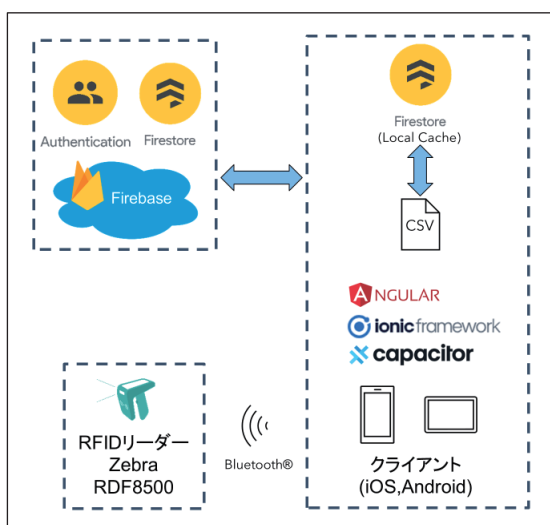 Authentication
Firestore
Firebase
Firestore
(Local Cache)
CSV
ANGULAR
ionic framework
capacitor
RFIDリーダー
Zebra
RDF8500
Bluetooth®
クライアント
(iOS,Android)